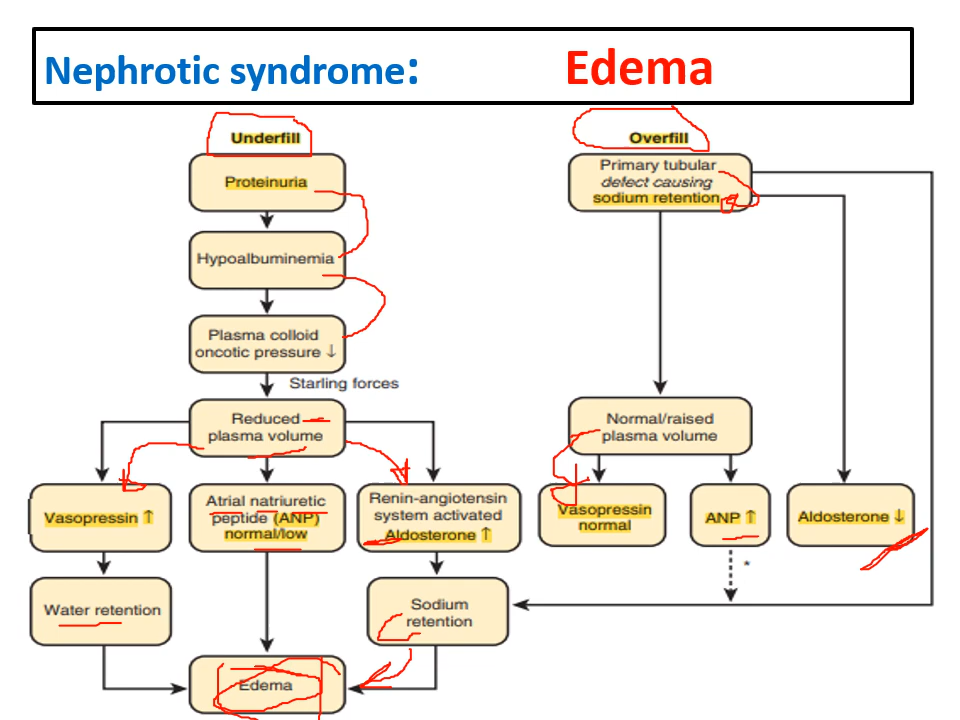 Nephrotic syndrome: Edema
Underfill
Proteinuria
Hypoalbuminemia
Plasma colloid
oncotic pressure ↓
Starling forces
Reduced
plasma volume
Vasopressin ↑
Atrial natriuretic
peptide (ANP)
normal/low
Renin-angiotensin
system activated
Aldosterone ↑
Water retention
Sodium
retention
Edema
Overfill
Primary tubular
defect causing
sodium retention
Normal/raised
plasma volume
Vasopressin
normal
ANP ↑
Aldosterone ↓
*